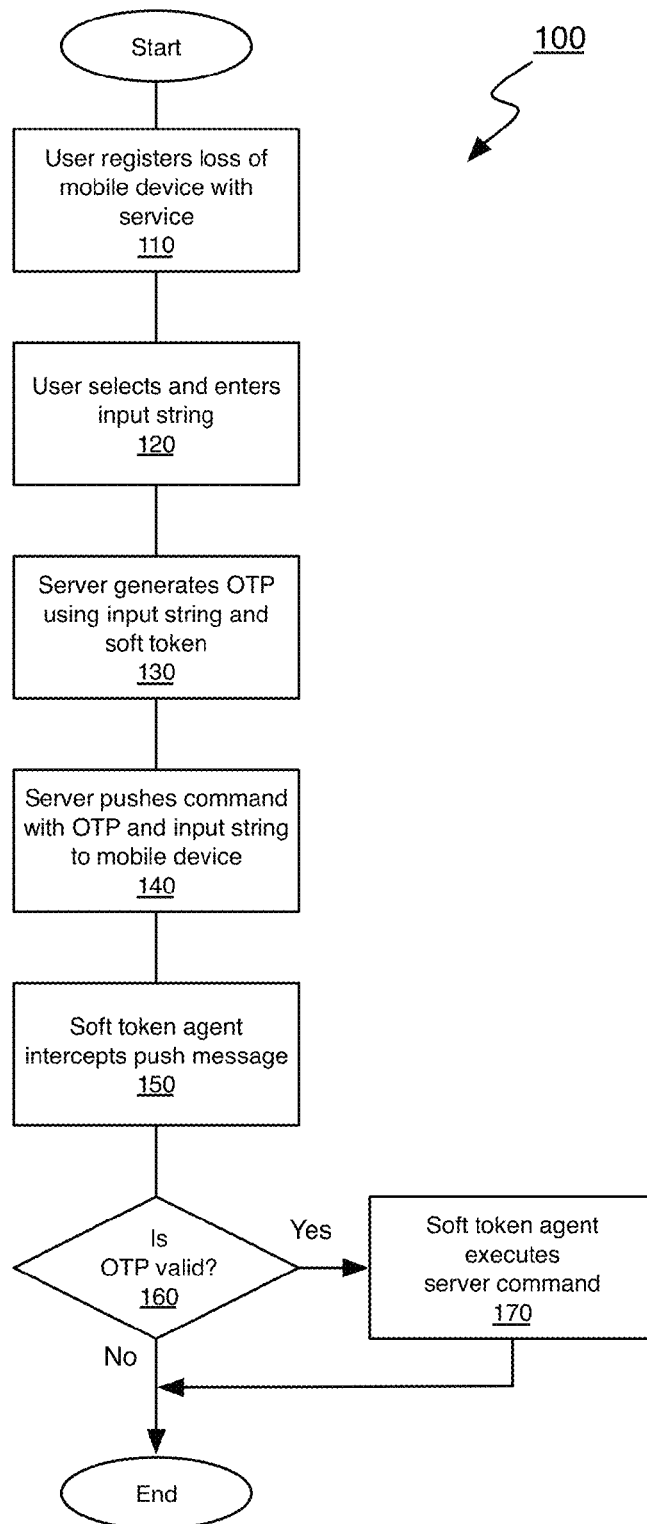 Start
100
User registers loss of
mobile device with
service
110
User selects and enters
input string
120
Server generates OTP
using input string and
soft token
130
Server pushes command
with OTP and input string
to mobile device
140
Soft token agent
intercepts push message
150
Is
OTP valid?
160
Yes
Soft token agent
executes
server command
170
No
End